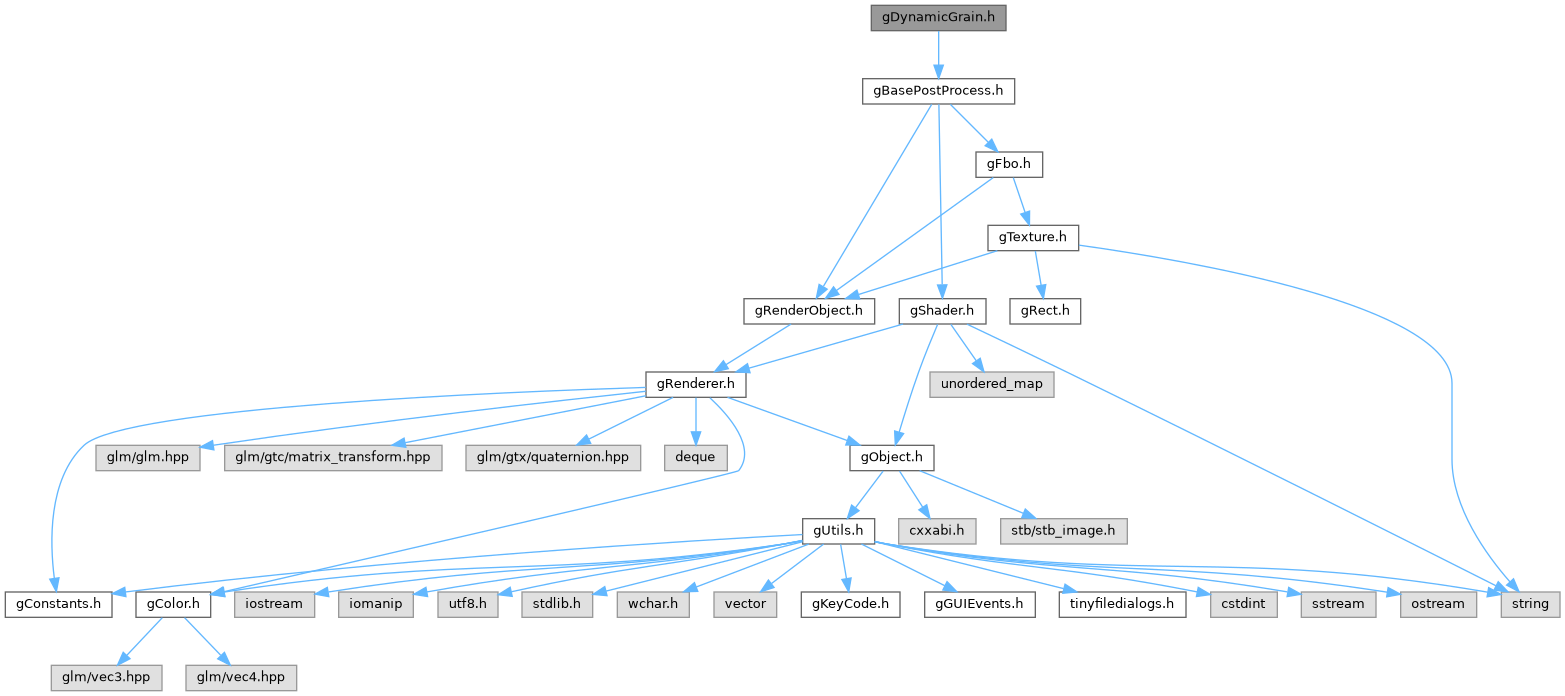 gDynamicGrain.h
gBasePostProcess.h
gFbo.h
gTexture.h
gRenderObject.h
gShader.h
gRect.h
gRenderer.h
unordered_map
glm/glm.hpp
glm/gtc/matrix_transform.hpp
glm/gtx/quaternion.hpp
deque
gObject.h
gUtils.h
cxxabi.h
stb/stb_image.h
gConstants.h
gColor.h
iostream
iomanip
utf8.h
stdlib.h
wchar.h
vector
gKeyCode.h
gGUIEvents.h
tinyfiledialogs.h
cstdint
sstream
ostream
string
glm/vec3.hpp
glm/vec4.hpp